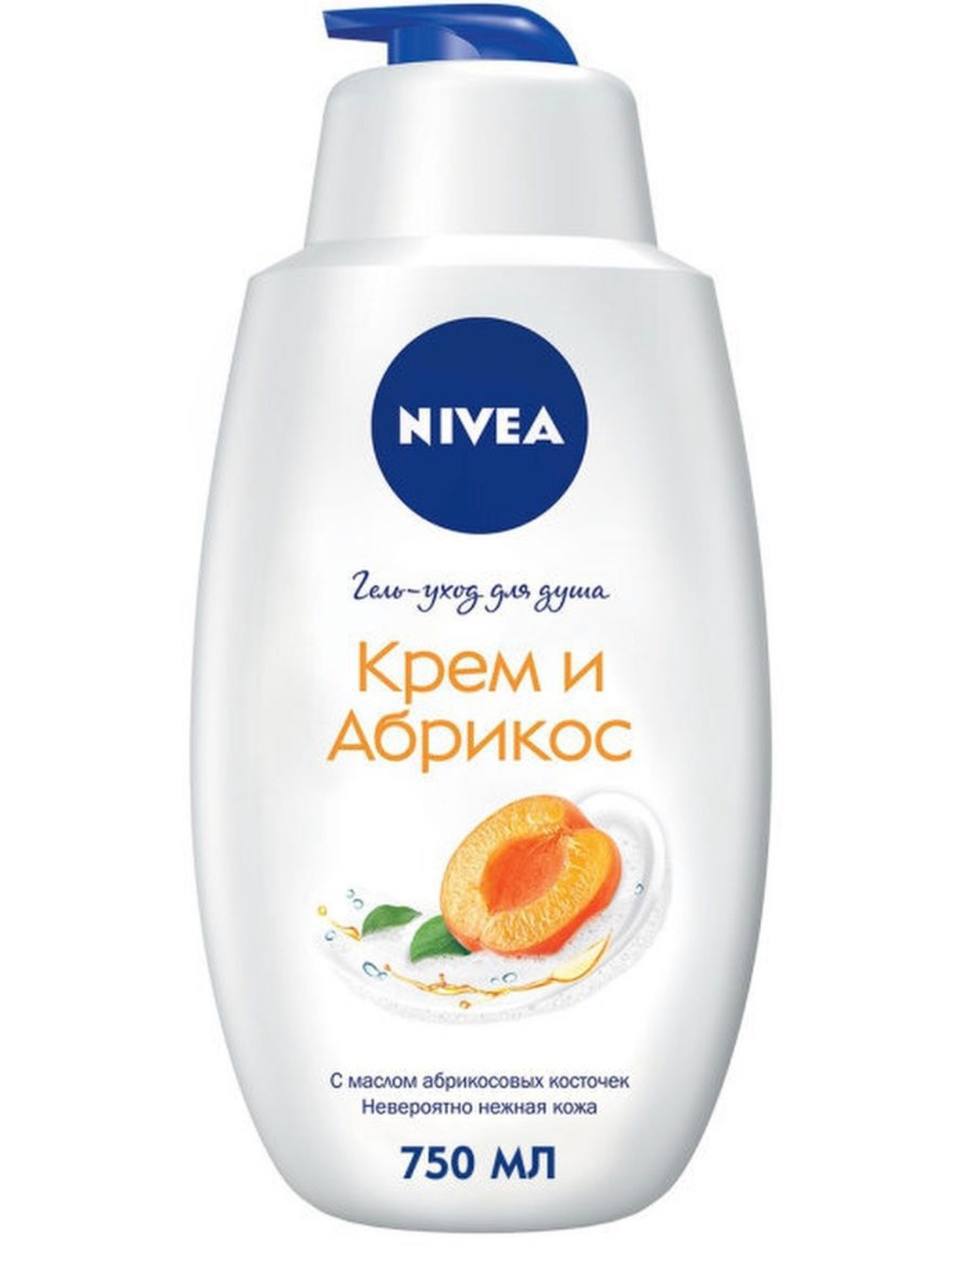 NIVEA
Гель-уход для душа
Крем и
Абрикос
С маслом абрикосовых косточек
Невероятно нежная кожа
750 МЛ